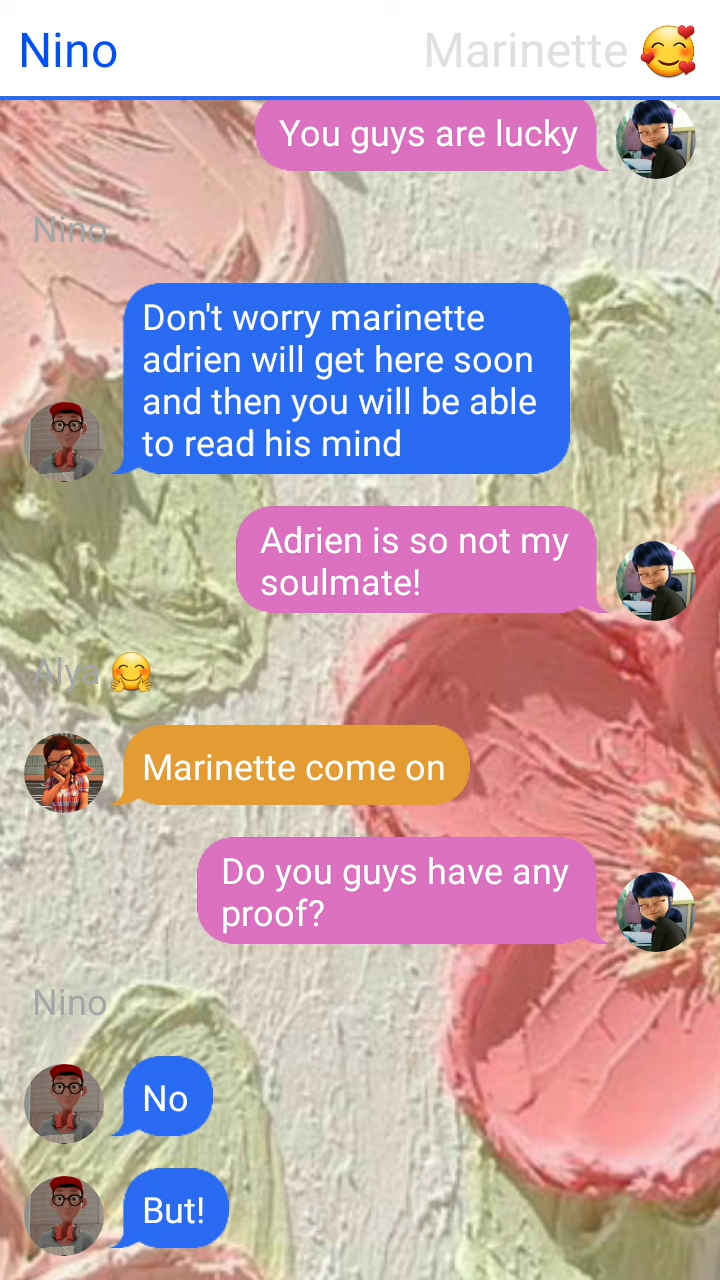 Nino Marinette 🥰
You guys are lucky
Nino
Don't worry marinette
adrien will get here soon
and then you will be able
to read his mind
Adrien is so not my
soulmate!
Alya 🤗
Marinette come on
Do you guys have any
proof?
Nino
No
But!